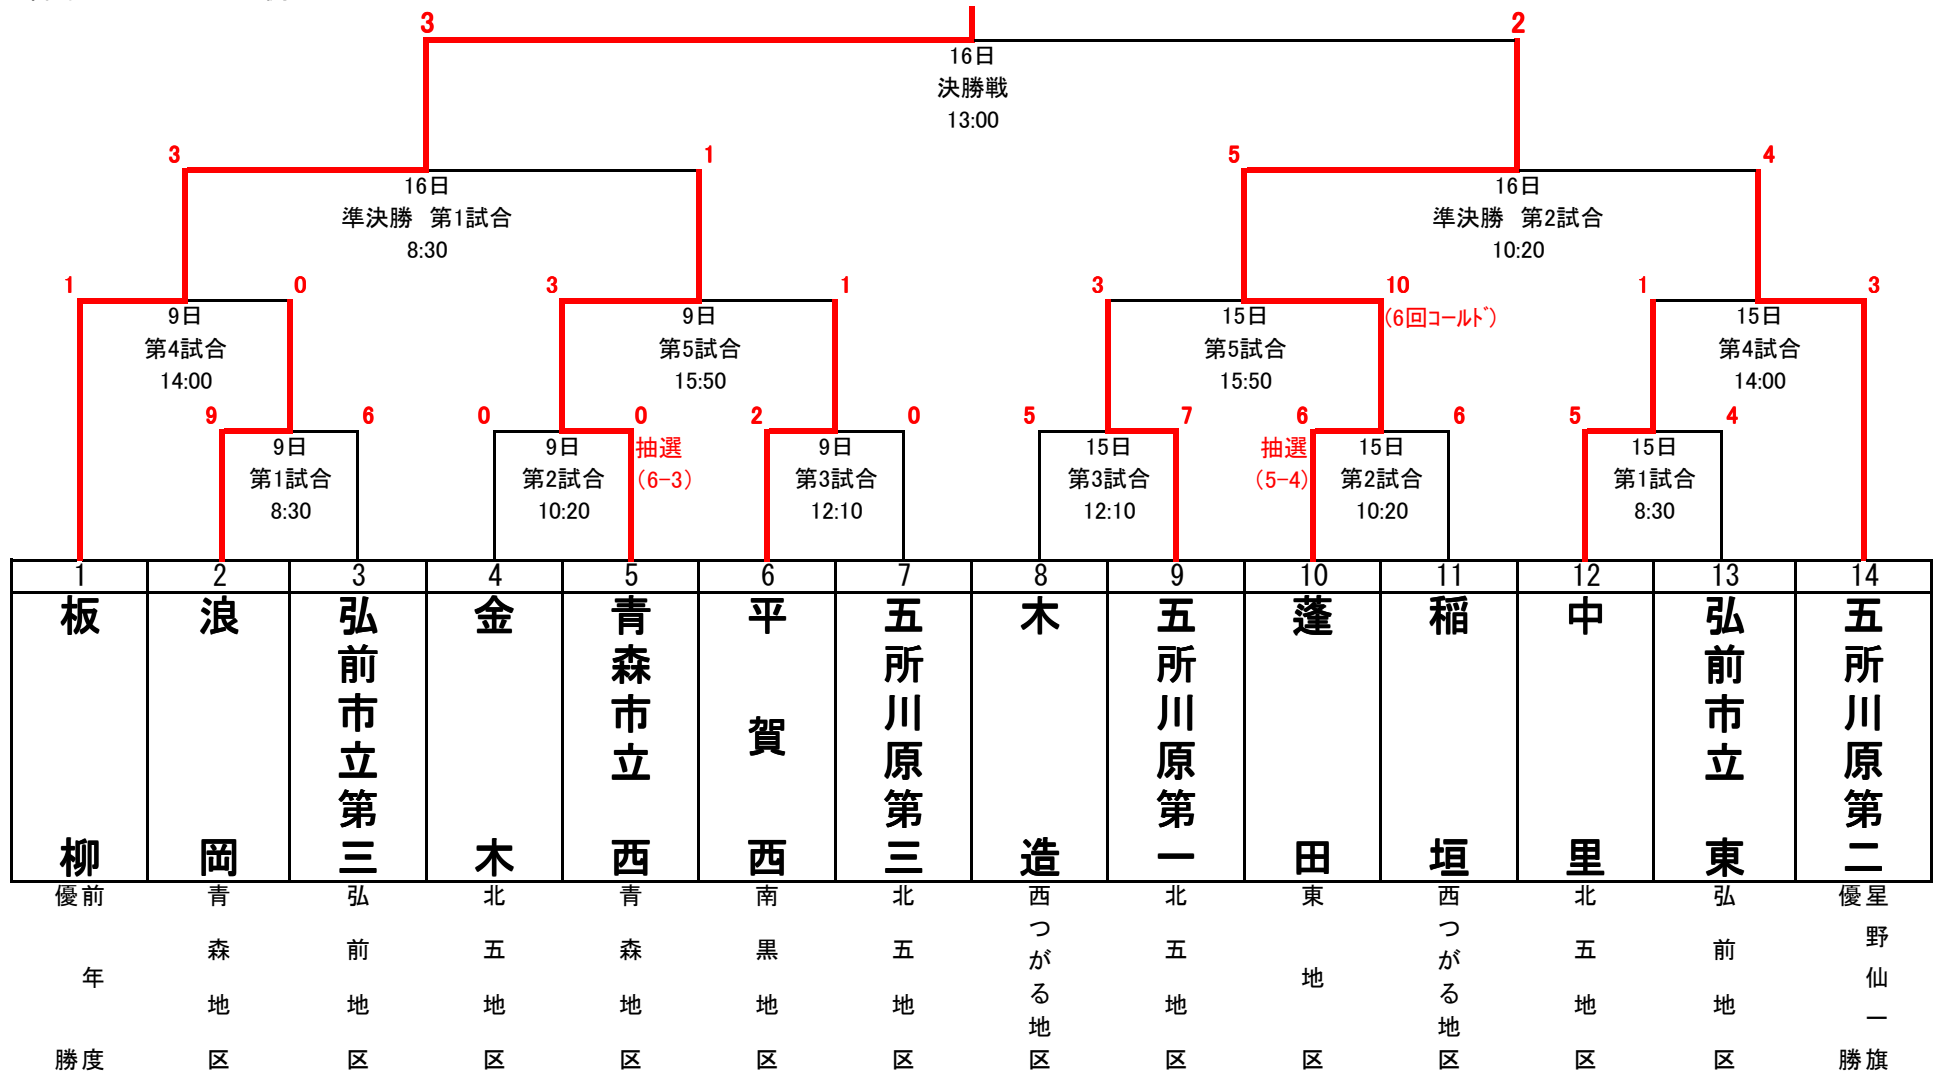 3
2
16日
決勝戦
13:00
3
1
5
4
16日
準決勝 第1試合
8:30
16日
準決勝 第2試合
10:20
1
0
3
1
3
10
(6回コールド)
1
3
9日
第4試合
14:00
9日
第5試合
15:50
15日
第5試合
15:50
15日
第4試合
14:00
9
6
0
0
抽選
(6-3)
2
0
5
7
6
抽選
(5-4)
6
5
4
9日
第1試合
8:30
9日
第2試合
10:20
9日
第3試合
12:10
15日
第3試合
12:10
15日
第2試合
10:20
15日
第1試合
8:30
1
2
3
4
5
6
7
8
9
10
11
12
13
14
板柳
浪岡
弘前市立第三
金木
青森市立西
平賀西
五所川原第三
木造
五所川原第一
蓬田
稲垣
中里
弘前市立東
五所川原第二
前年度
優勝
青森地区
弘前地区
北五地区
青森地区
南黒地区
北五地区
西つがる地区
北五地区
東地区
西つがる地区
北五地区
弘前地区
星野仙一旗
優勝